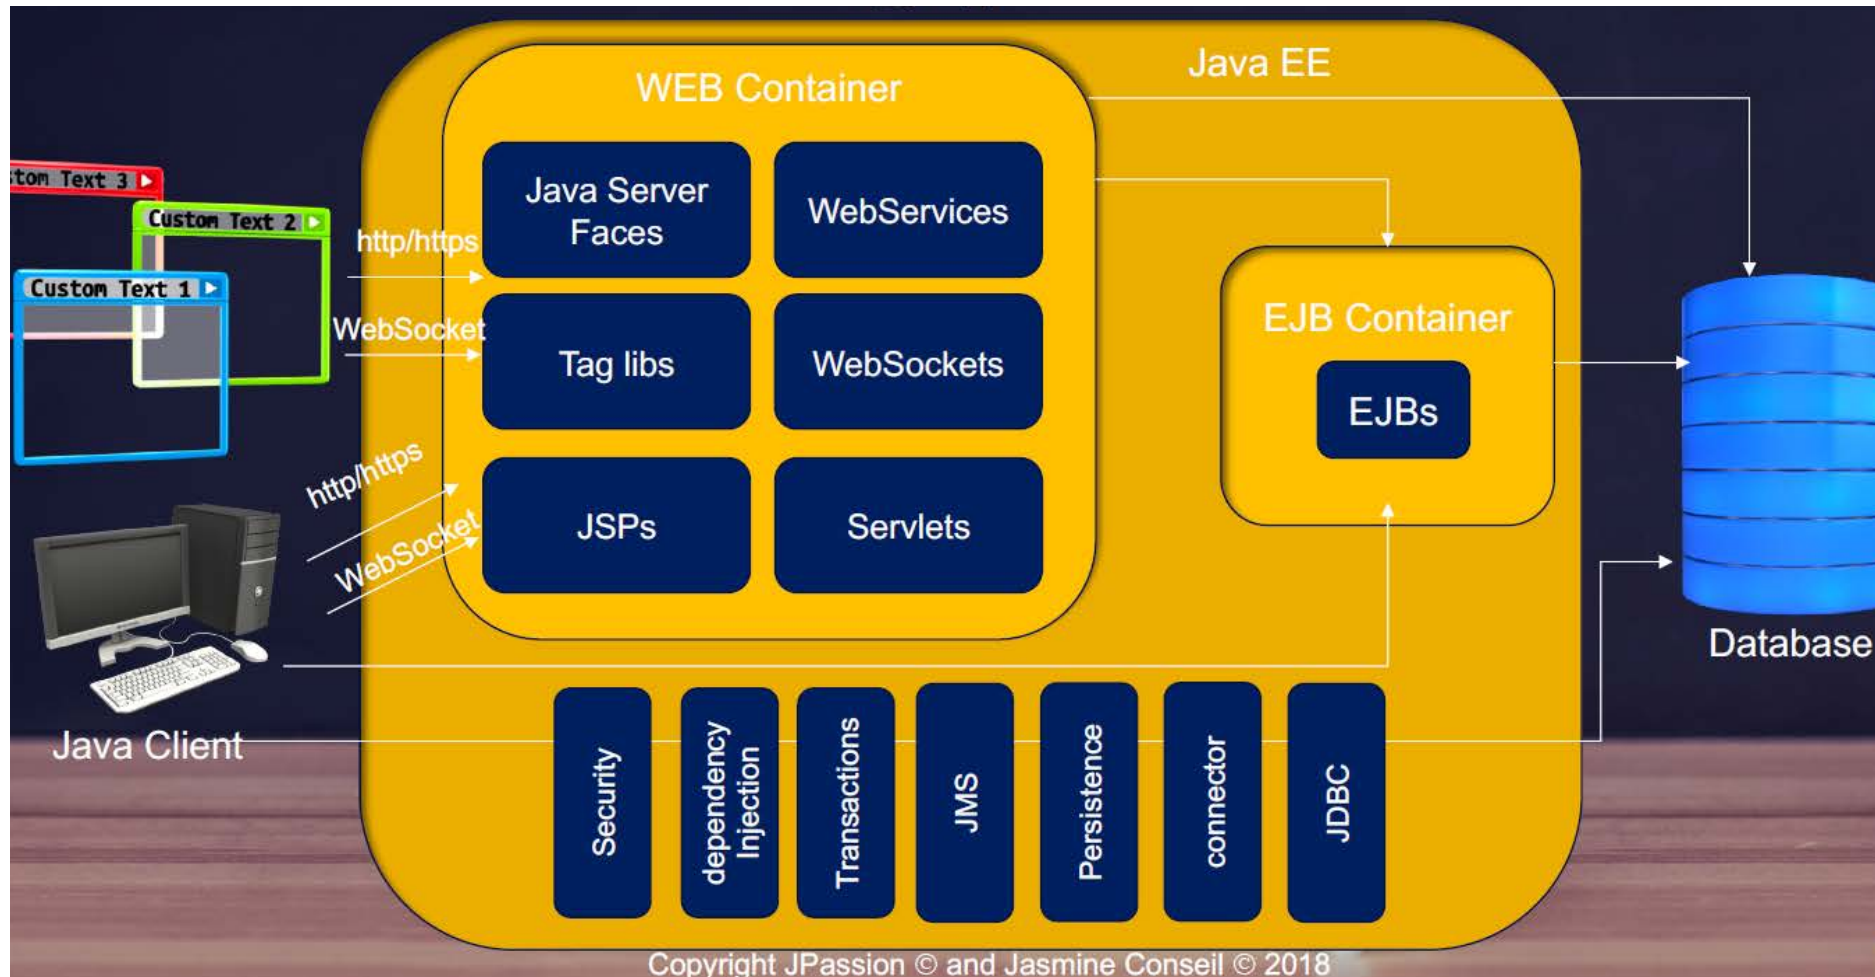 Java EE
WEB Container
Java Server
Faces
WebServices
Tag libs
WebSockets
JSPs
Servlets
tom Text 3
Custom Text 2
Custom Text 1
http/https
WebSocket
http/https
WebSocket
Java Client
EJB Container
EJBs
Database
Security
dependency
Injection
Transactions
JMS
Persistence
connector
JDBC
Copyright JPassion © and Jasmine Conseil © 2018